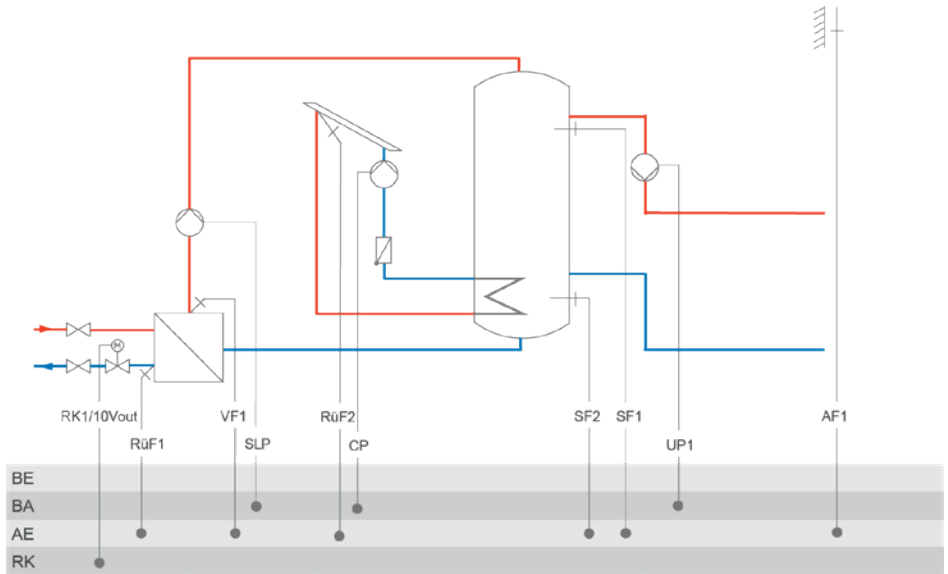 M
RK1/10Vout VF1 RüF2 SF2 SF1 AF1
RüF1 SLP CP UP1
BE
BA
AE
RK